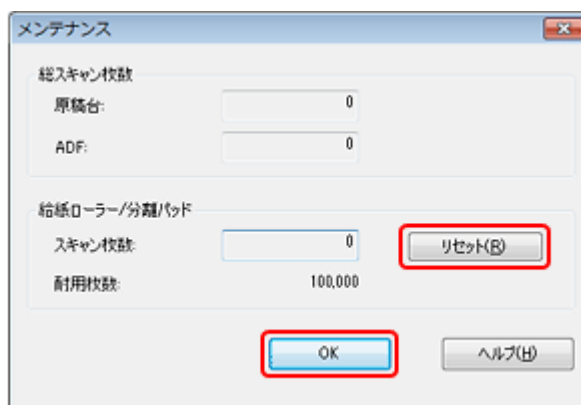 メンテナンス
総スキャン枚数
原稿台: 0
ADF: 0
給紙ローラー/分離パッド
スキャン枚数: 0 リセット(R)
耐用枚数: 100,000
OK ヘルプ(H)